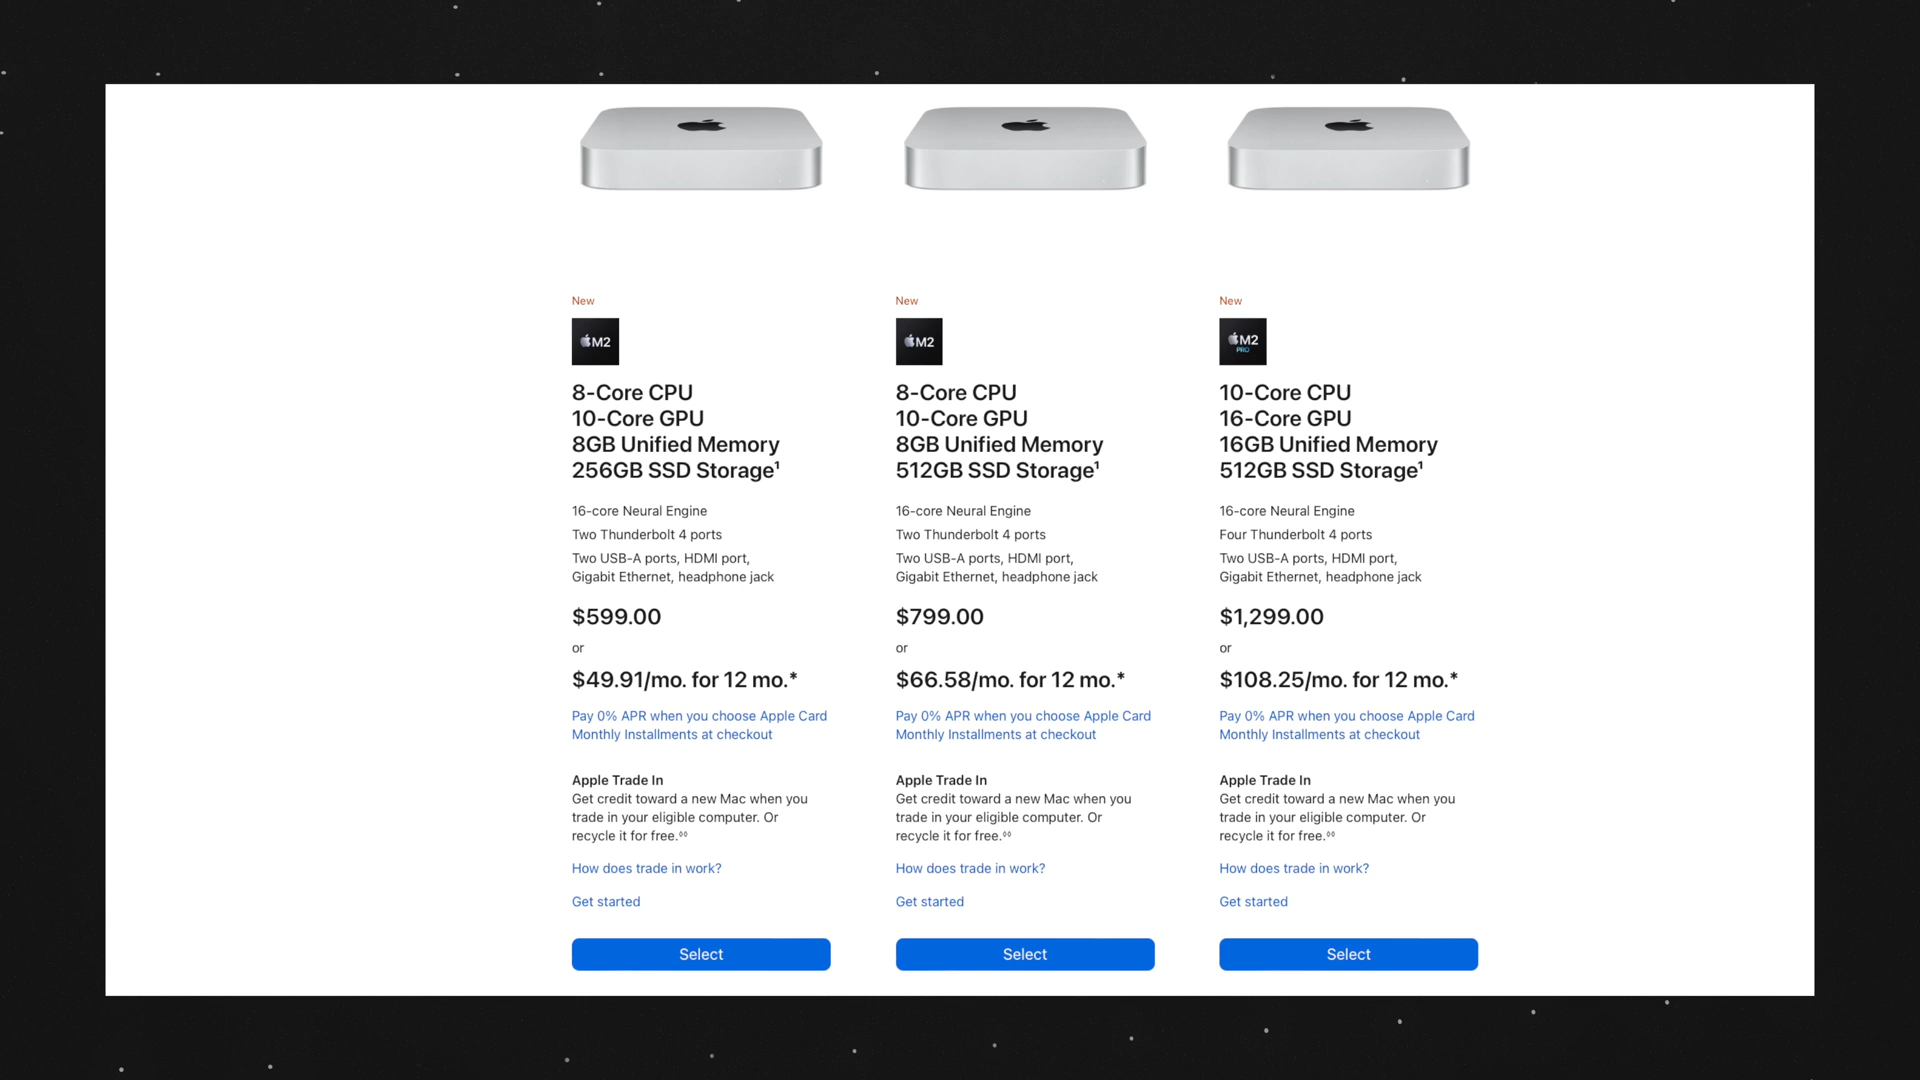 New
M2
8-Core CPU
10-Core GPU
8GB Unified Memory
256GB SSD Storage¹
16-core Neural Engine
Two Thunderbolt 4 ports
Two USB-A ports, HDMI port,
Gigabit Ethernet, headphone jack
$599.00
or
$49.91/mo. for 12 mo.*
Pay 0% APR when you choose Apple Card
Monthly Installments at checkout
Apple Trade In
Get credit toward a new Mac when you
trade in your eligible computer. Or
recycle it for free.◊◊
How does trade in work?
Get started
Select
New
M2
8-Core CPU
10-Core GPU
8GB Unified Memory
512GB SSD Storage¹
16-core Neural Engine
Two Thunderbolt 4 ports
Two USB-A ports, HDMI port,
Gigabit Ethernet, headphone jack
$799.00
or
$66.58/mo. for 12 mo.*
Pay 0% APR when you choose Apple Card
Monthly Installments at checkout
Apple Trade In
Get credit toward a new Mac when you
trade in your eligible computer. Or
recycle it for free.◊◊
How does trade in work?
Get started
Select
New
M2
PRO
10-Core CPU
16-Core GPU
16GB Unified Memory
512GB SSD Storage¹
16-core Neural Engine
Four Thunderbolt 4 ports
Two USB-A ports, HDMI port,
Gigabit Ethernet, headphone jack
$1,299.00
or
$108.25/mo. for 12 mo.*
Pay 0% APR when you choose Apple Card
Monthly Installments at checkout
Apple Trade In
Get credit toward a new Mac when you
trade in your eligible computer. Or
recycle it for free.◊◊
How does trade in work?
Get started
Select